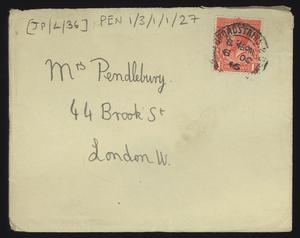 [JP/L/36] PEN 1/3/1/1/27
Mrs Pendlebury.
44 Brook St
London W.